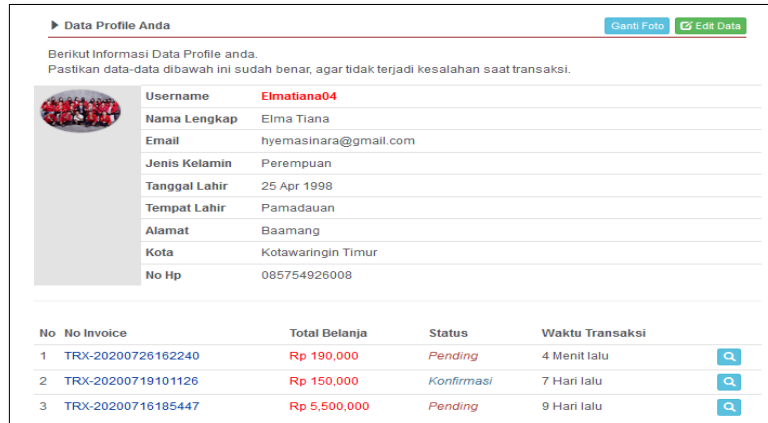 Data Profile Anda
Ganti Foto Edit Data
Berikut Informasi Data Profile anda.
Pastikan data-data dibawah ini sudah benar, agar tidak terjadi kesalahan saat transaksi.
Username Elmatiana04
Nama Lengkap Elma Tiana
Email hyemasinara@gmail.com
Jenis Kelamin Perempuan
Tanggal Lahir 25 Apr 1998
Tempat Lahir Pamadauan
Alamat Baamang
Kota Kotawaringin Timur
No Hp 085754926008
No No Invoice Total Belanja Status Waktu Transaksi
1 TRX-20200726162240 Rp 190,000 Pending 4 Menit lalu
2 TRX-20200719101126 Rp 150,000 Konfirmasi 7 Hari lalu
3 TRX-20200716185447 Rp 5,500,000 Pending 9 Hari lalu